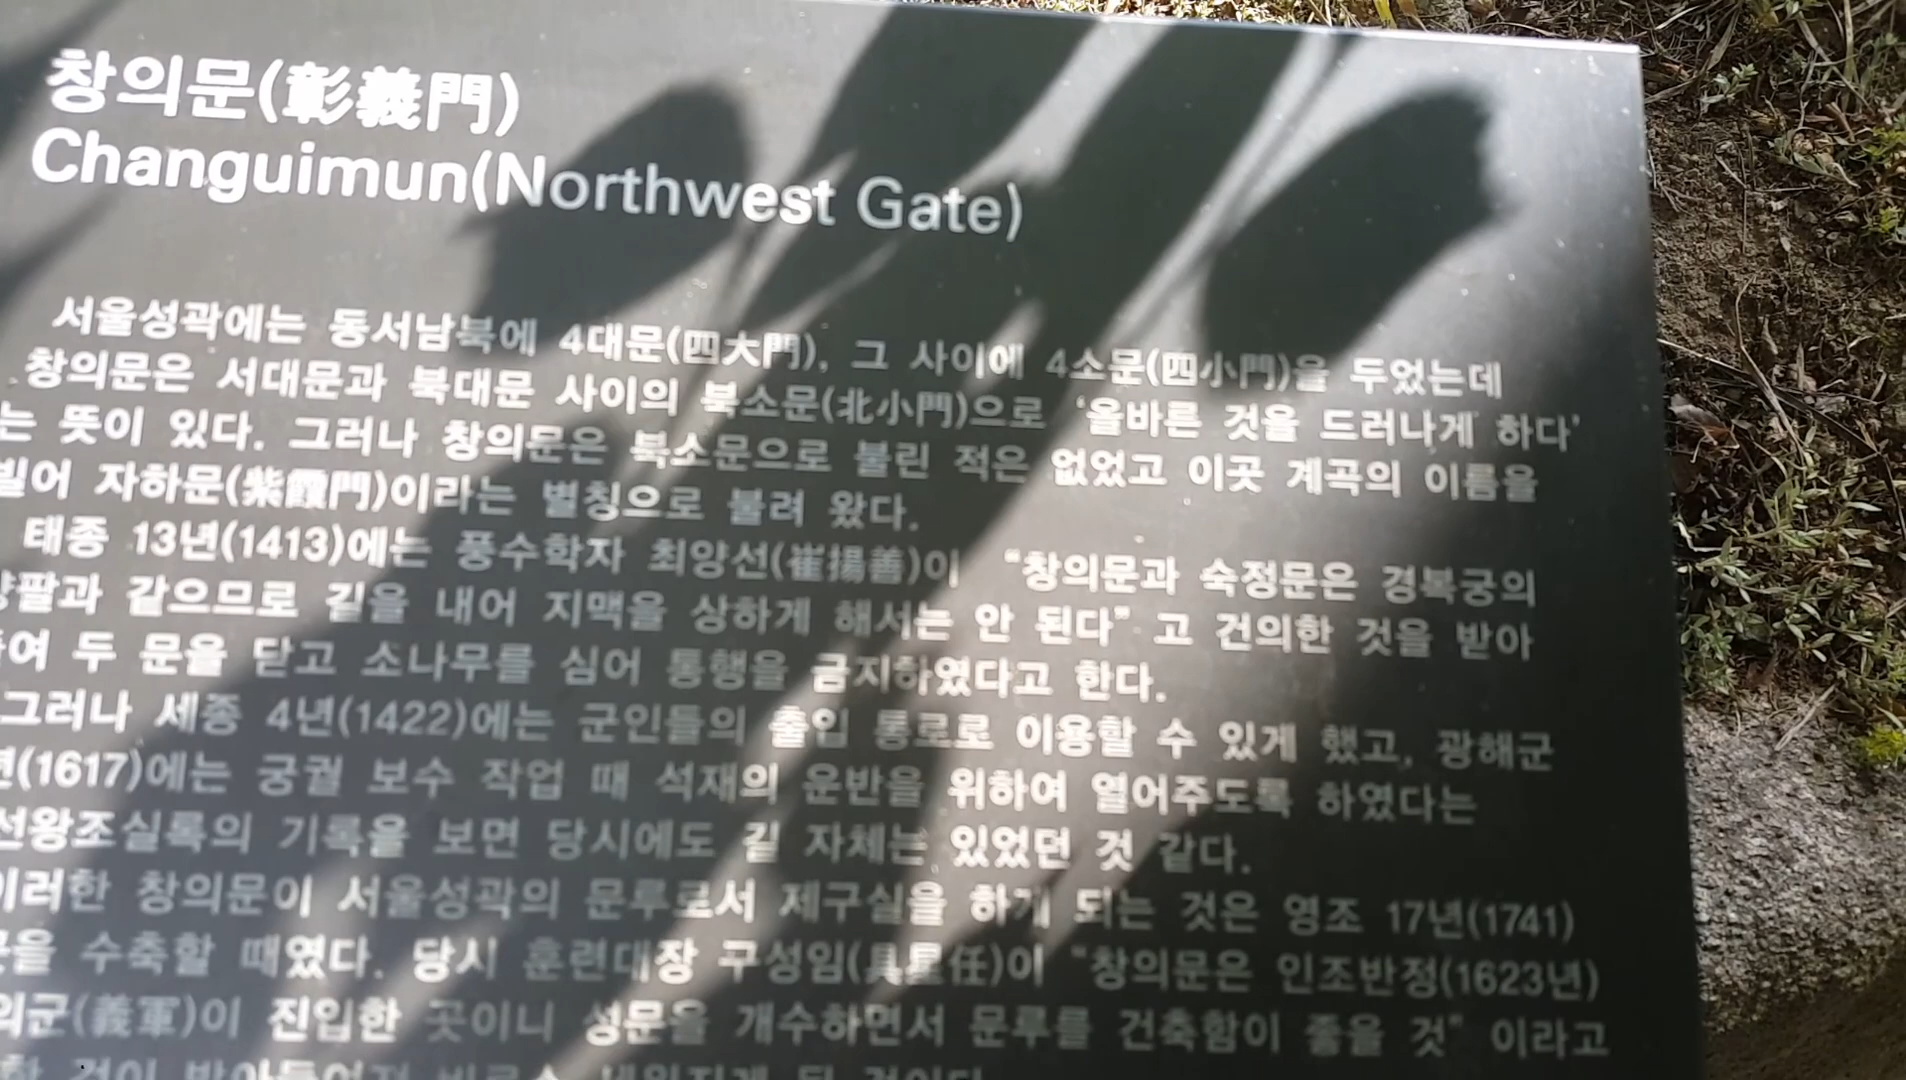 창의문(彰義門)
Changuimun(Northwest Gate)
서울성곽에는 동서남북에 4대문(四大門), 그 사이에 4소문(四小門)을 두었는데
창의문은 서대문과 북대문 사이의 북소문(北小門)으로 ‘올바른 것을 드러나게 하다’
는 뜻이 있다. 그러나 창의문은 북소문으로 불린 적은 없었고 이곳 계곡의 이름을
빌어 자하문(紫霞門)이라는 별칭으로 불려 왔다.
태종 13년(1413)에는 풍수학자 최양선(崔揚善)이 “창의문과 숙정문은 경복궁의
양팔과 같으므로 길을 내어 지맥을 상하게 해서는 안 된다” 고 건의한 것을 받아
여 두 문을 닫고 소나무를 심어 통행을 금지하였다고 한다.
그러나 세종 4년(1422)에는 군인들의 출입 통로로 이용할 수 있게 했고, 광해군
년(1617)에는 궁궐 보수 작업 때 석재의 운반을 위하여 열어주도록 하였다는
선왕조실록의 기록을 보면 당시에도 길 자체는 있었던 것 같다.
이러한 창의문이 서울성곽의 문루로서 제구실을 하게 되는 것은 영조 17년(1741)
을 수축할 때였다. 당시 훈련대장 구성임(具聖任)이 “창의문은 인조반정(1623년)
의군(義軍)이 진입한 곳이니 성문을 개수하면서 문루를 건축함이 좋을 것” 이라고